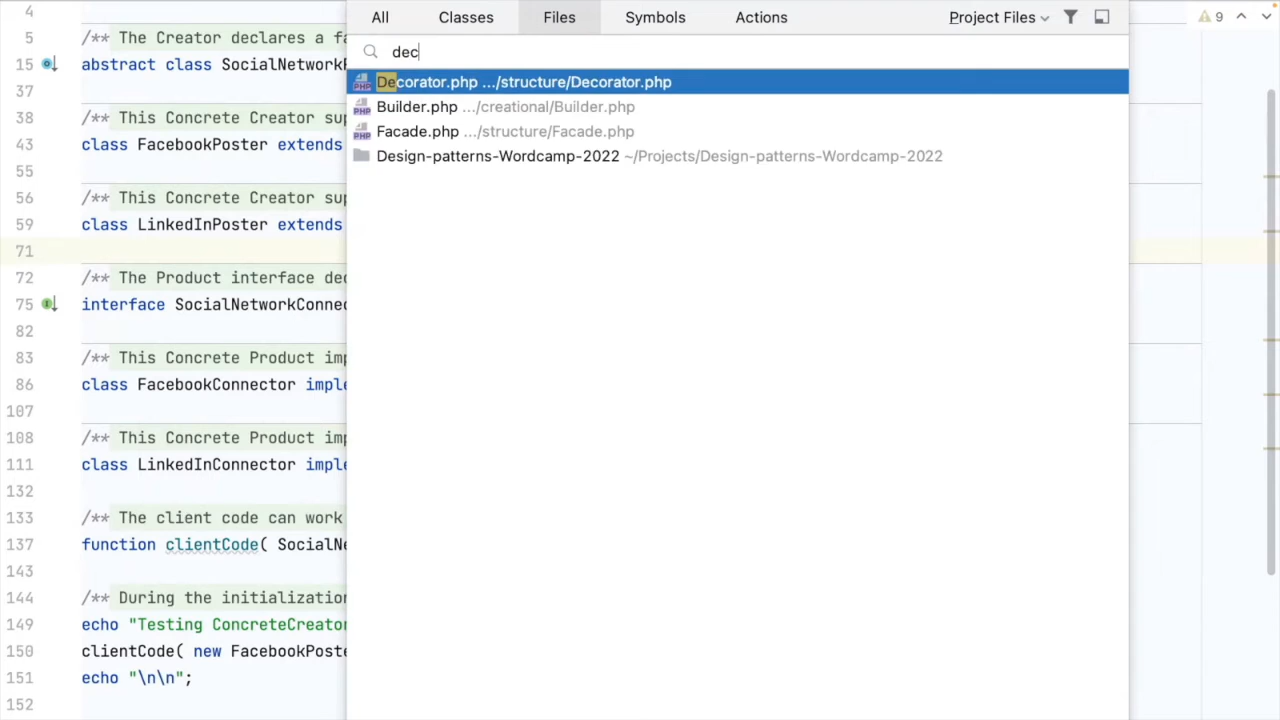 All Classes Files Symbols Actions Project Files 9
dec
Decorator.php .../structure/Decorator.php
Builder.php .../creational/Builder.php
Facade.php .../structure/Facade.php
Design-patterns-Wordcamp-2022 ~/Projects/Design-patterns-Wordcamp-2022
4
5 /** The Creator declares a fa
15 abstract class SocialNetworkP
37
38 /** This Concrete Creator sup
43 class FacebookPoster extends
55
56 /** This Concrete Creator sup
59 class LinkedInPoster extends
71
72 /** The Product interface dec
75 interface SocialNetworkConnec
82
83 /** This Concrete Product imp
86 class FacebookConnector imple
107
108 /** This Concrete Product imp
111 class LinkedInConnector imple
132
133 /** The client code can work
137 function clientCode( SocialNe
143
144 /** During the initialization
149 echo "Testing ConcreteCreator
150 clientCode( new FacebookPoste
151 echo "\n\n";
152